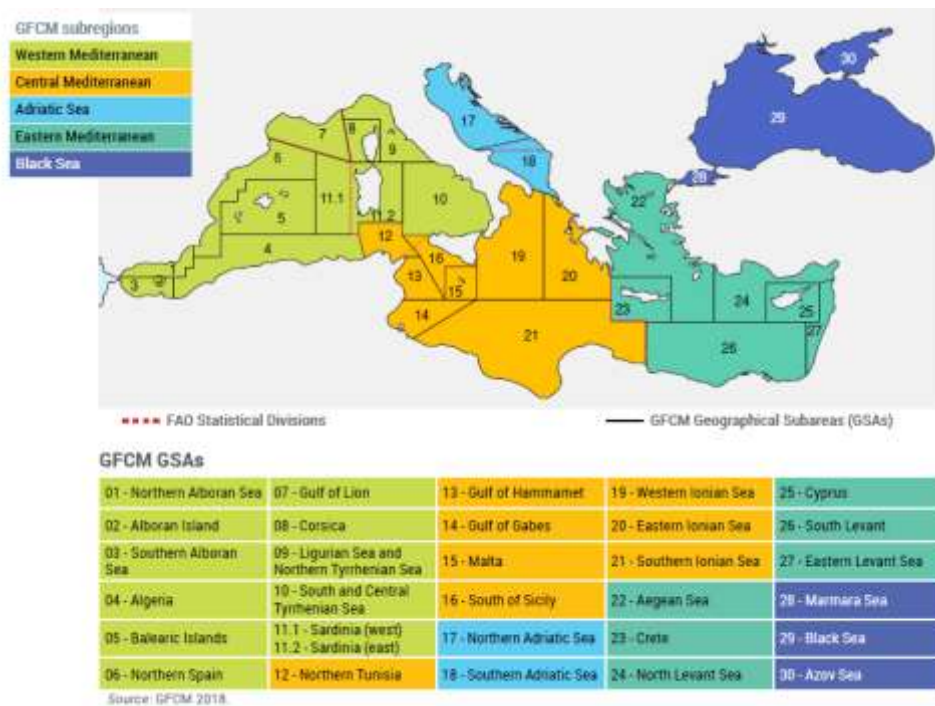 GFCM subregions
Western Mediterranean
Central Mediterranean
Adriatic Sea
Eastern Mediterranean
Black Sea
30
29
28
17
18
7
8
9
6
11.1
5
10
11.2
4
12
3
16
13
15
14
19
20
21
22
23
24
25
26
27
FAO Statistical Divisions
GFCM Geographical Subareas (GSAs)
GFCM GSAs
01 - Northern Alboran Sea
07 - Gulf of Lion
13 - Gulf of Hammamet
19 - Western Ionian Sea
25 - Cyprus
02 - Alboran Island
08 - Corsica
14 - Gulf of Gabes
20 - Eastern Ionian Sea
26 - South Levant
03 - Southern Alboran
Sea
09 - Ligurian Sea and
Northern Tyrrhenian Sea
15 - Malta
21 - Southern Ionian Sea
27 - Eastern Levant Sea
04 - Algeria
10 - South and Central
Tyrrhenian Sea
16 - South of Sicily
22 - Aegean Sea
28 - Marmara Sea
05 - Balearic Islands
11.1 - Sardinia (west)
11.2 - Sardinia (east)
17 - Northern Adriatic Sea
23 - Crete
29 - Black Sea
06 - Northern Spain
12 - Northern Tunisia
18 - Southern Adriatic Sea
24 - North Levant Sea
30 - Azov Sea
Source: GFCM 2018.